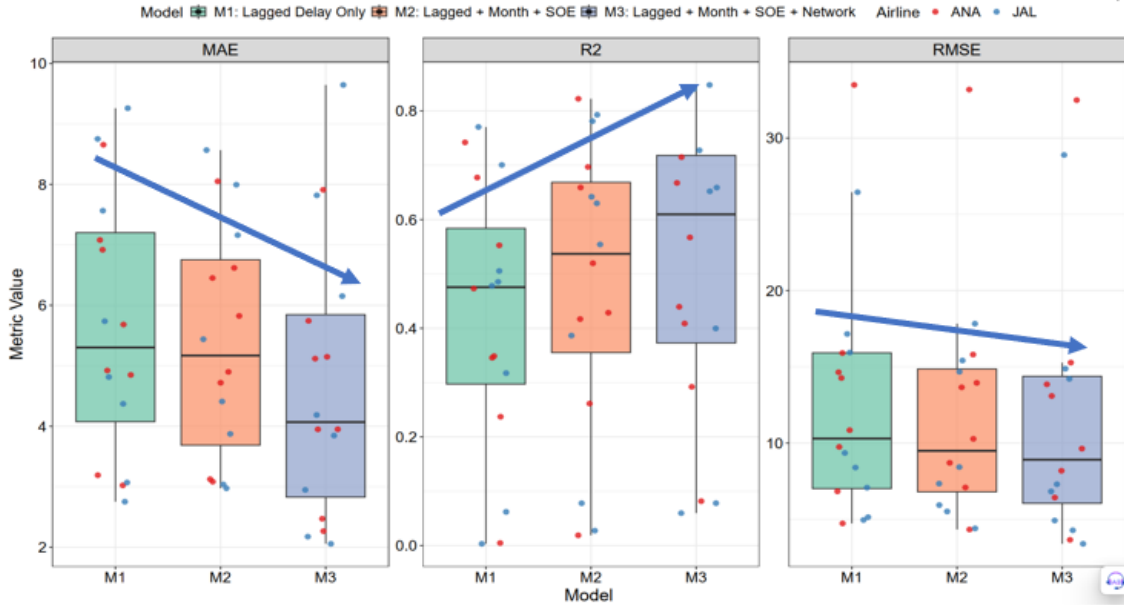 Model M1: Lagged Delay Only M2: Lagged + Month + SOE M3: Lagged + Month + SOE + Network Airline ANA JAL
MAE R2 RMSE
Metric Value
10
8
6
4
2
0.8
0.6
0.4
0.2
0.0
30
20
10
M1 M2 M3 M1 M2 M3 M1 M2 M3
Model